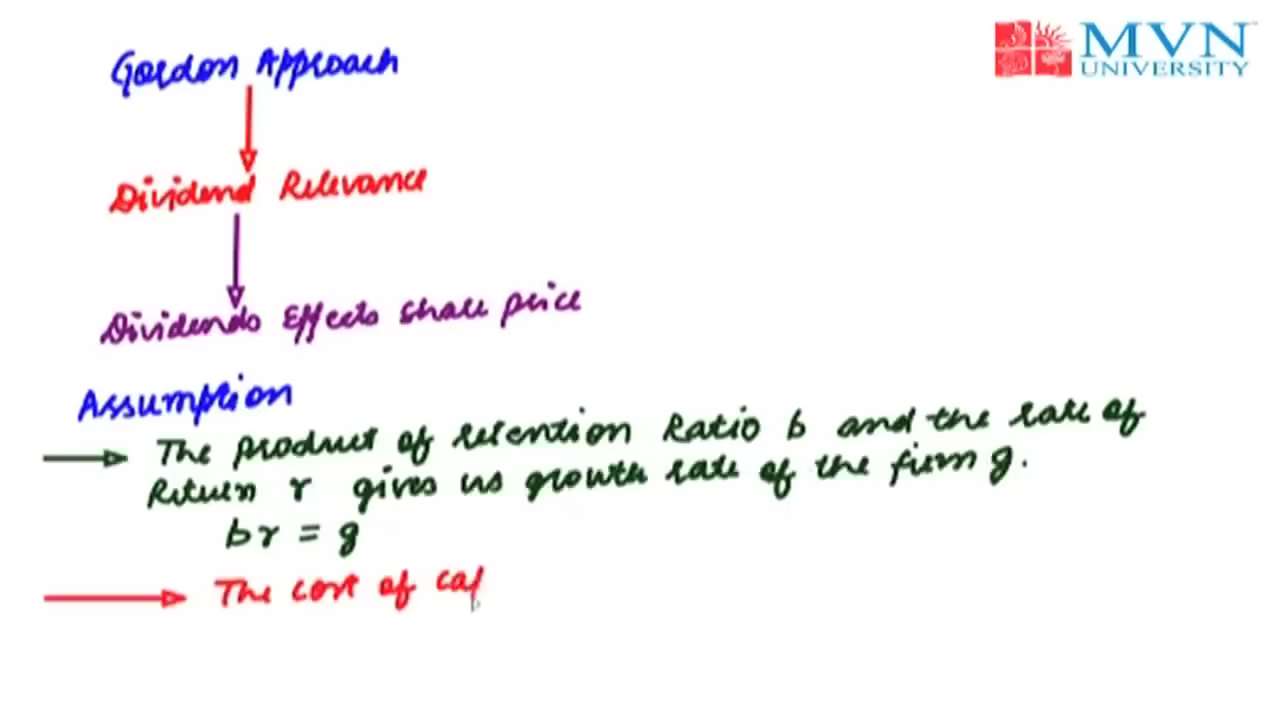 Gordon Approach
MVN
UNIVERSITY
Dividend Relevance
Dividends Effects share price
Assumption
The product of retention Ratio b and the rate of
Return r gives us growth rate of the firm g.
br = g
The cost of cap